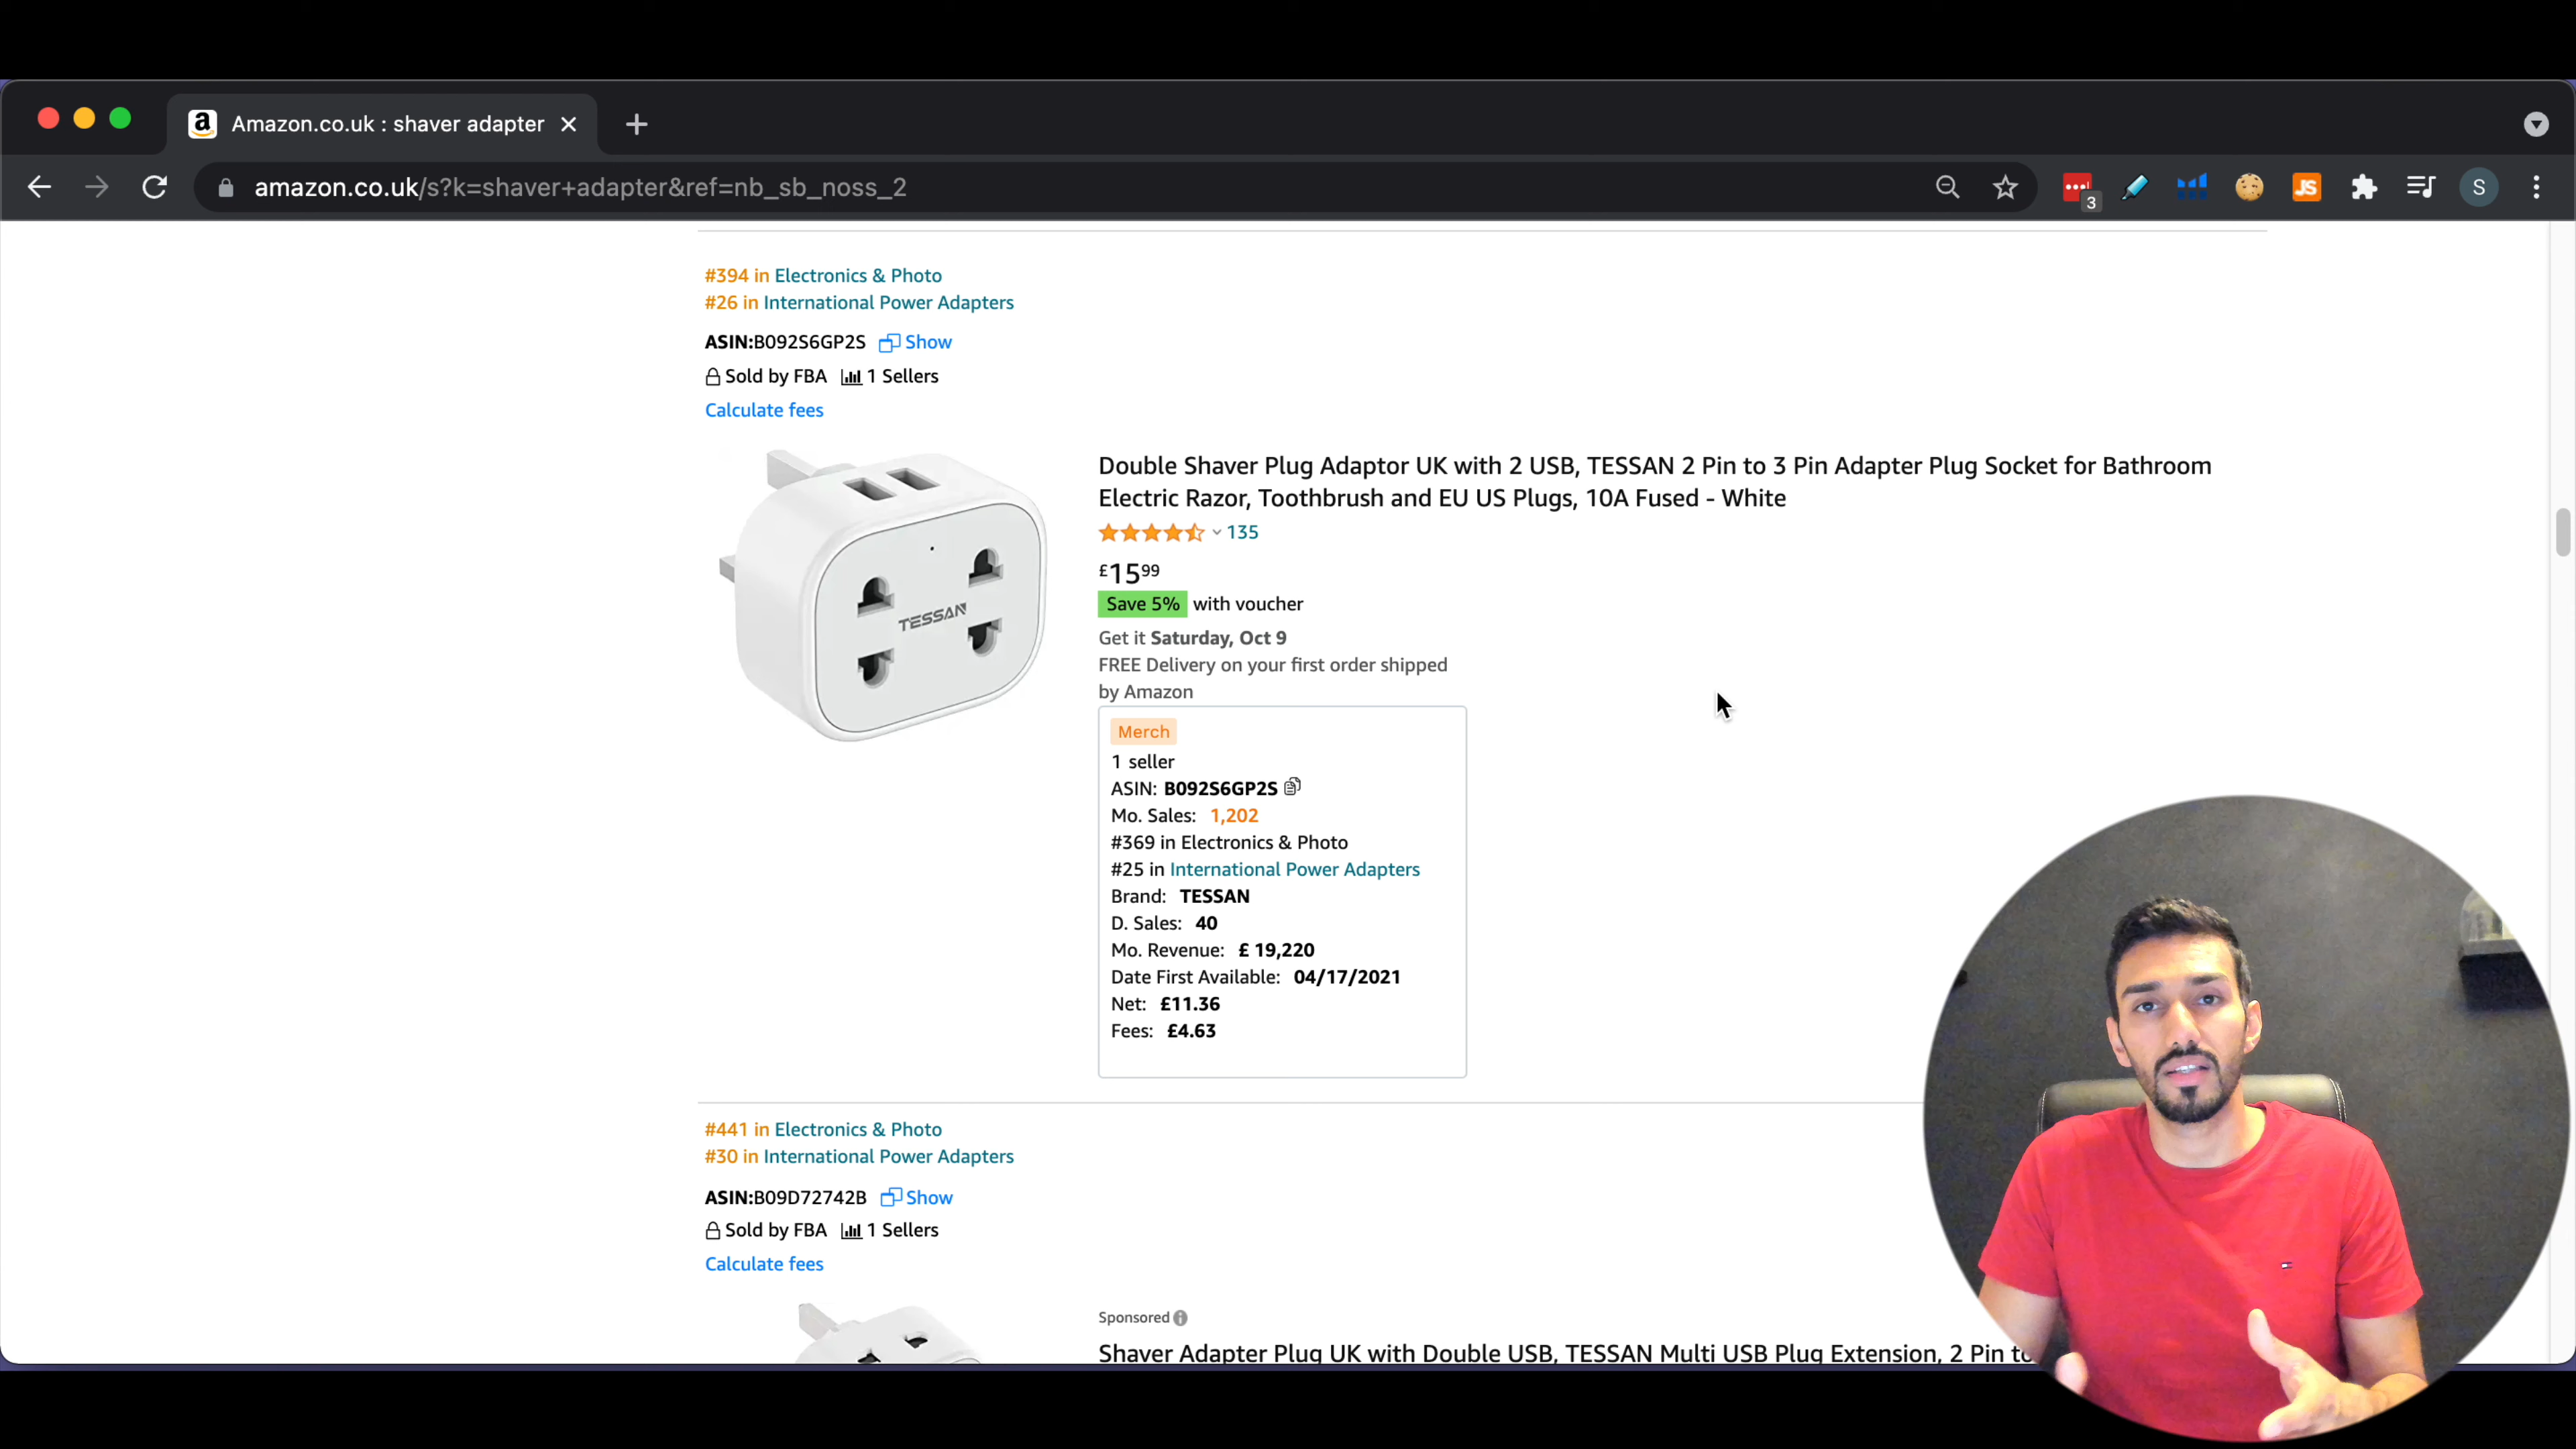 Amazon.co.uk : shaver adapter
amazon.co.uk/s?k=shaver+adapter&ref=nb_sb_noss_2
3
JS
S
#394 in Electronics & Photo
#26 in International Power Adapters
ASIN:B092S6GP2S Show
Sold by FBA 1 Sellers
Calculate fees
TESSAN
Double Shaver Plug Adaptor UK with 2 USB, TESSAN 2 Pin to 3 Pin Adapter Plug Socket for Bathroom
Electric Razor, Toothbrush and EU US Plugs, 10A Fused - White
135
£15.99
Save 5% with voucher
Get it Saturday, Oct 9
FREE Delivery on your first order shipped
by Amazon
Merch
1 seller
ASIN: B092S6GP2S
Mo. Sales: 1,202
#369 in Electronics & Photo
#25 in International Power Adapters
Brand: TESSAN
D. Sales: 40
Mo. Revenue: £ 19,220
Date First Available: 04/17/2021
Net: £11.36
Fees: £4.63
#441 in Electronics & Photo
#30 in International Power Adapters
ASIN:B09D72742B Show
Sold by FBA 1 Sellers
Calculate fees
Sponsored
Shaver Adapter Plug UK with Double USB, TESSAN Multi USB Plug Extension, 2 Pin to